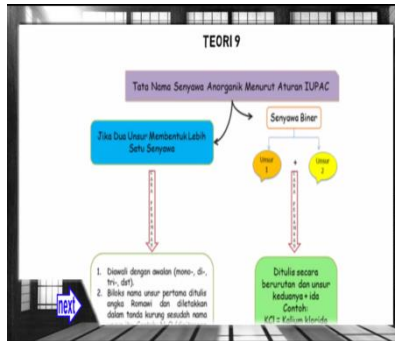 TEORI 9
Tata Nama Senyawa Anorganik Menurut Aturan IUPAC
Senyawa Biner
Jika Dua Unsur Membentuk Lebih
Satu Senyawa
Unsur
1
+
Unsur
2
1. Diawali dengan awalan (mono-, di-,
tri-, dst).
2. Biloks nama unsur pertama ditulis
angka Romawi dan diletakkan
dalam tanda kurung sesudah nama
Ditulis secara
berurutan dan unsur
keduanya + ida
Contoh:
KCl = Kalium klorida
next